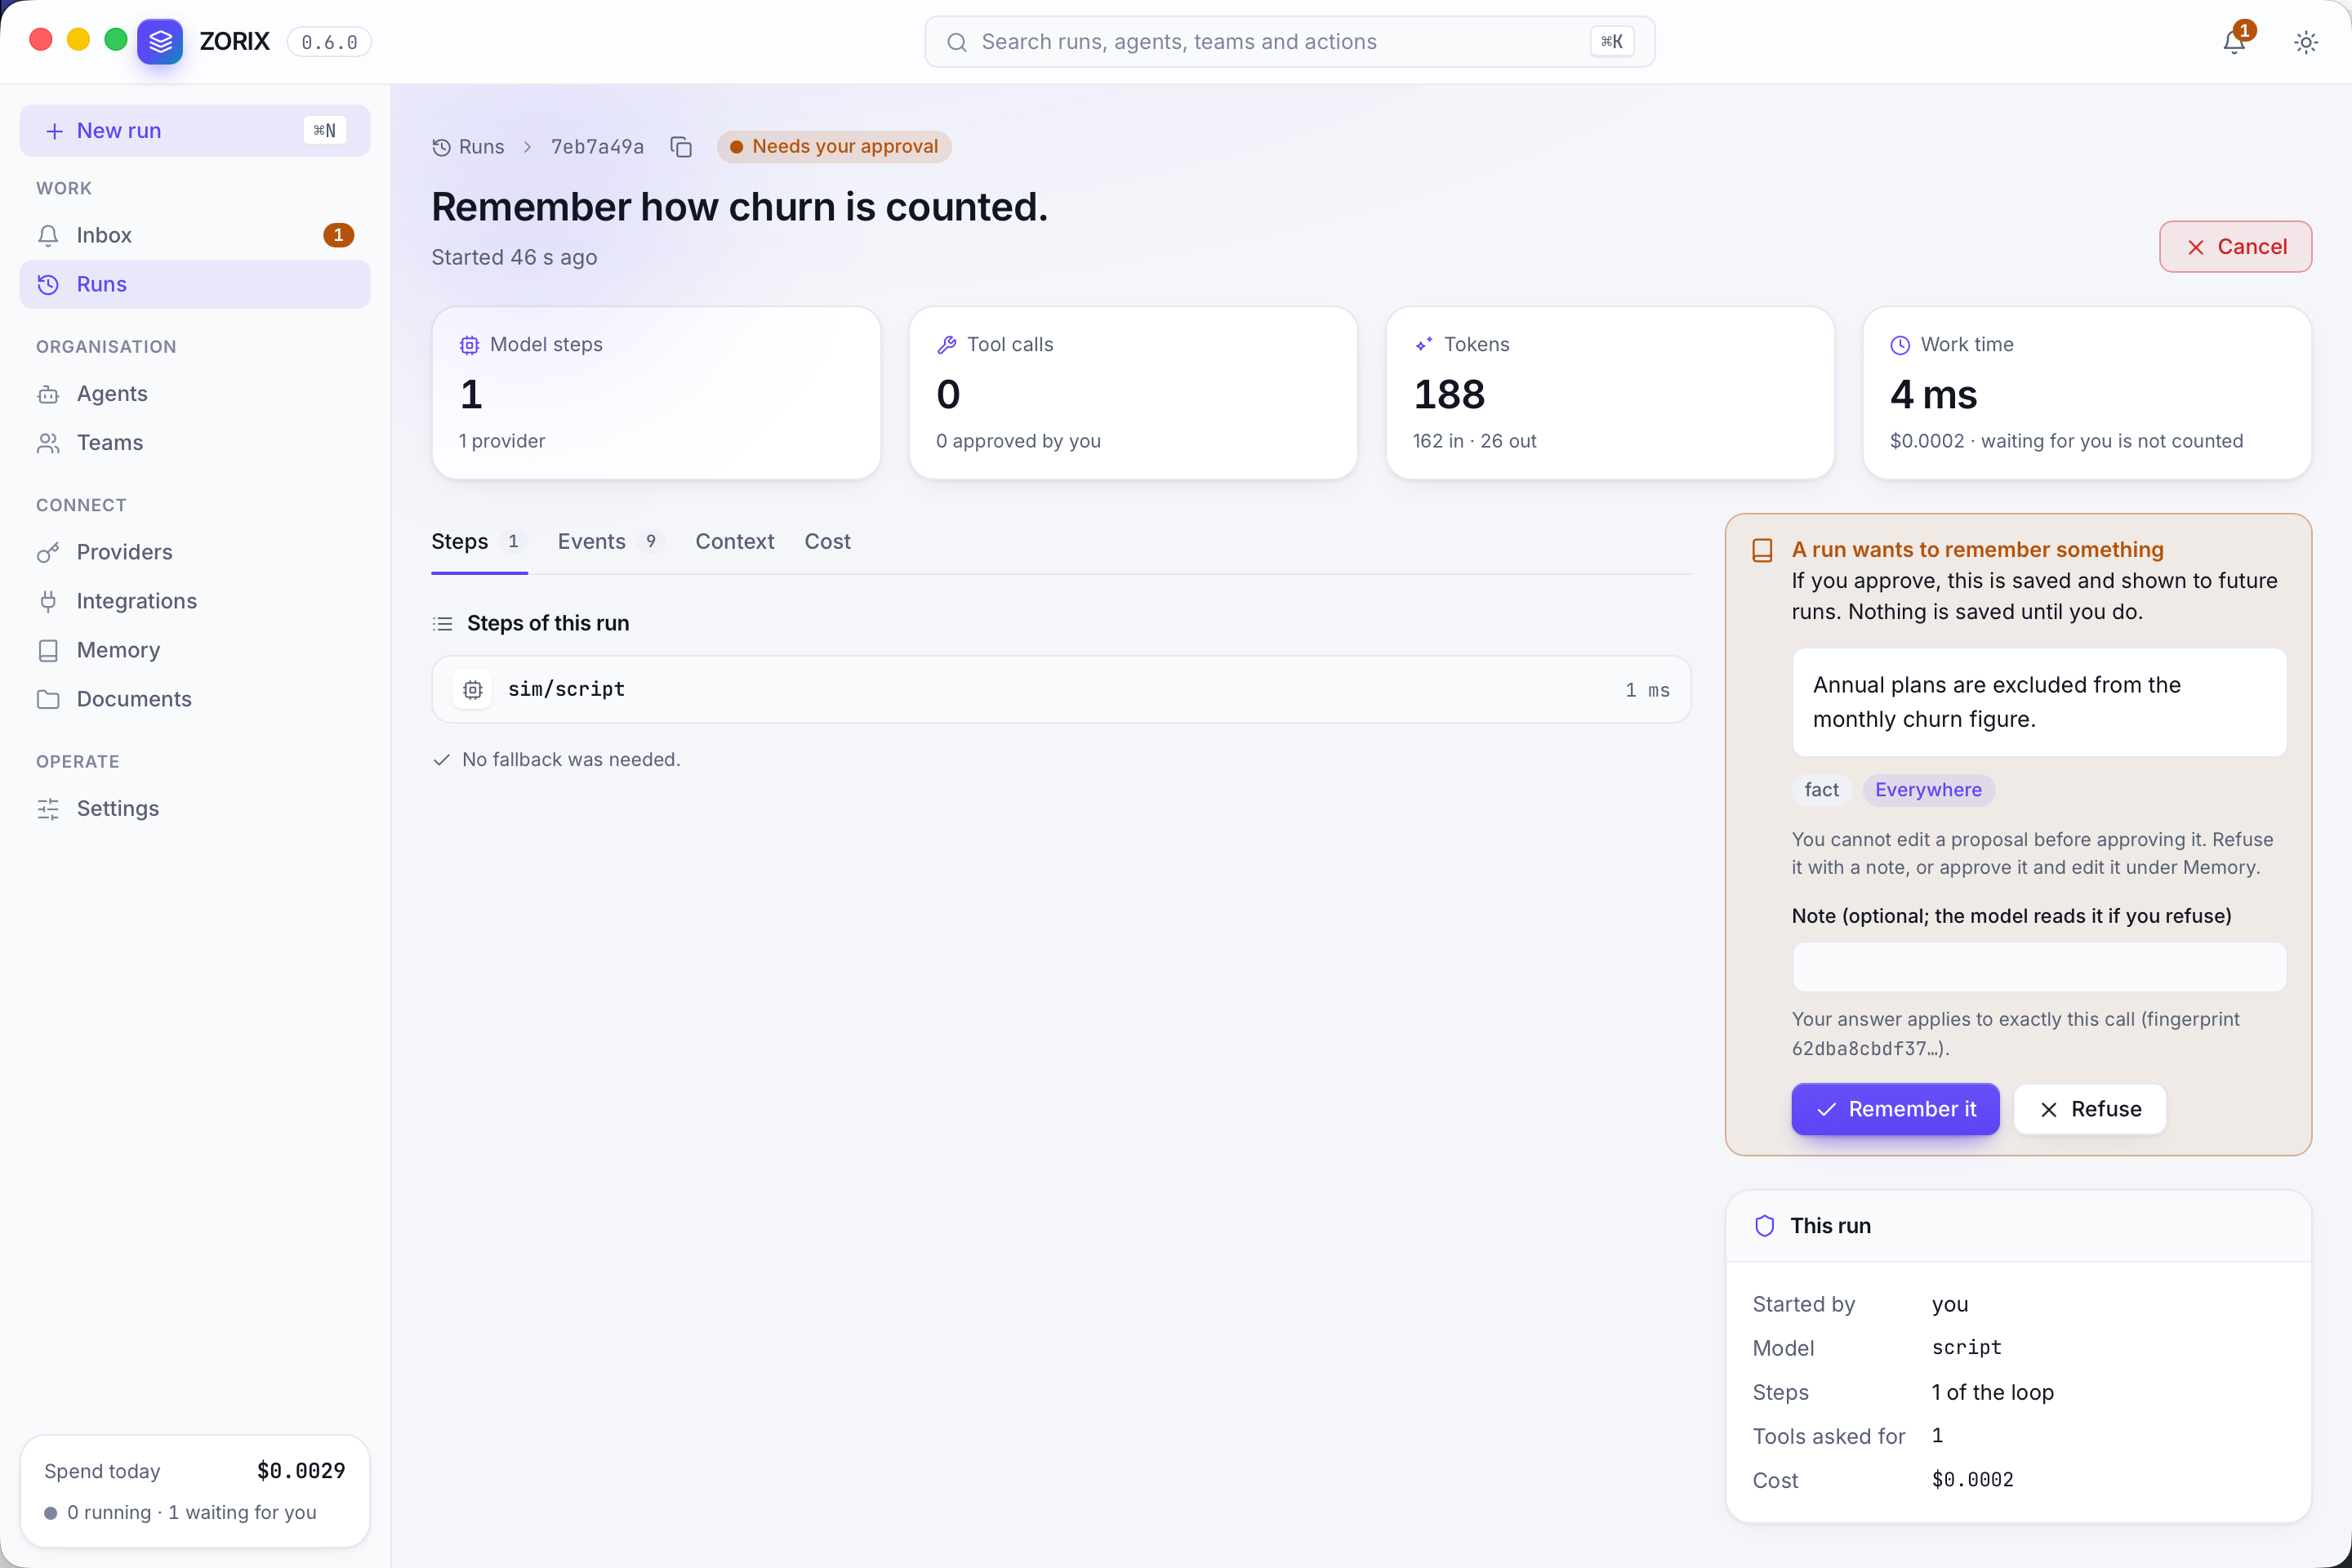 ZORIX 0.6.0
Search runs, agents, teams and actions ⌘K
1
New run ⌘N
WORK
Inbox 1
Runs
ORGANISATION
Agents
Teams
CONNECT
Providers
Integrations
Memory
Documents
OPERATE
Settings
Spend today $0.0029
0 running · 1 waiting for you
Runs 7eb7a49a Needs your approval
Remember how churn is counted.
Started 46 s ago
Cancel
Model steps
1
1 provider
Tool calls
0
0 approved by you
Tokens
188
162 in · 26 out
Work time
4 ms
$0.0002 · waiting for you is not counted
Steps 1 Events 9 Context Cost
Steps of this run
sim/script 1 ms
No fallback was needed.
A run wants to remember something
If you approve, this is saved and shown to future
runs. Nothing is saved until you do.
Annual plans are excluded from the
monthly churn figure.
fact Everywhere
You cannot edit a proposal before approving it. Refuse
it with a note, or approve it and edit it under Memory.
Note (optional; the model reads it if you refuse)
Your answer applies to exactly this call (fingerprint
62dba8cbdf37…).
Remember it Refuse
This run
Started by you
Model script
Steps 1 of the loop
Tools asked for 1
Cost $0.0002